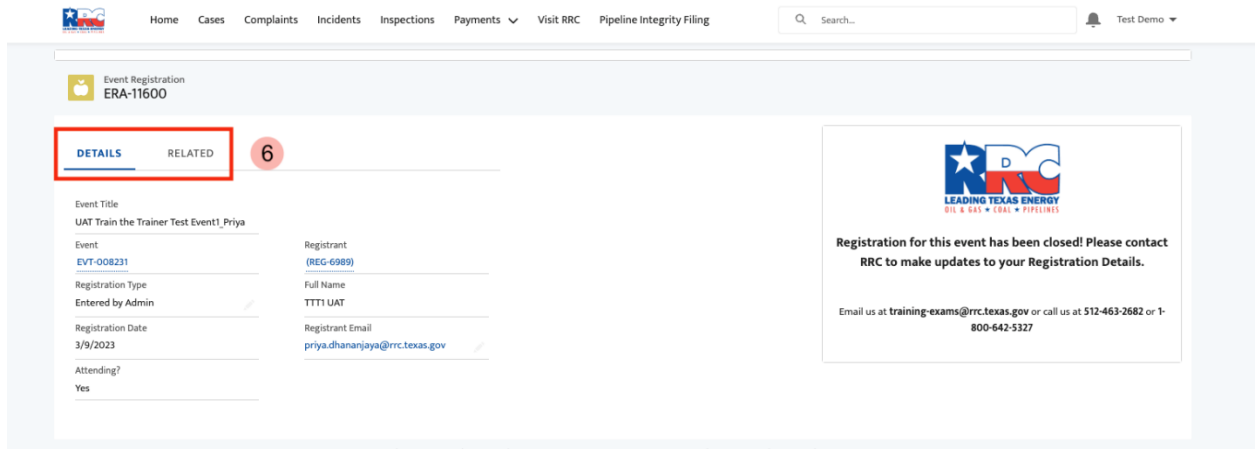 RRC
LEADING TEXAS ENERGY
Home Cases Complaints Incidents Inspections Payments Visit RRC Pipeline Integrity Filing Search... Test Demo
Event Registration
ERA-11600
DETAILS RELATED 6
Event Title
UAT Train the Trainer Test Event1_Priya
Event Registrant
EVT-008231 (REG-6989)
Registration Type Full Name
Entered by Admin TTT1 UAT
Registration Date Registrant Email
3/9/2023 priya.dhananjaya@rrc.texas.gov
Attending?
Yes
RRC
LEADING TEXAS ENERGY
OIL & GAS ★ COAL ★ PIPELINES
Registration for this event has been closed! Please contact
RRC to make updates to your Registration Details.
Email us at training-exams@rrc.texas.gov or call us at 512-463-2682 or 1-
800-642-5327